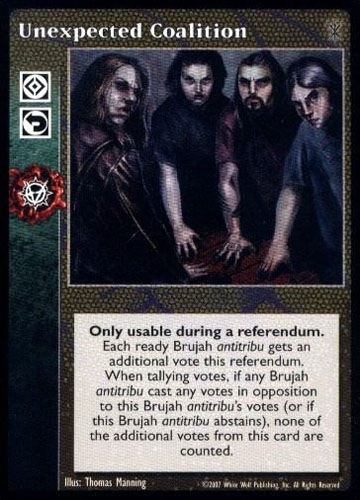 Unexpected Coalition
Only usable during a referendum.
Each ready Brujah antitribu gets an
additional vote this referendum.
When tallying votes, if any Brujah
antitribu cast any votes in opposition
to this Brujah antitribu's votes (or if
this Brujah antitribu abstains), none of
the additional votes from this card are
counted.
Illus: Thomas Manning
©2007 White Wolf Publishing, Inc. All Rights Reserved